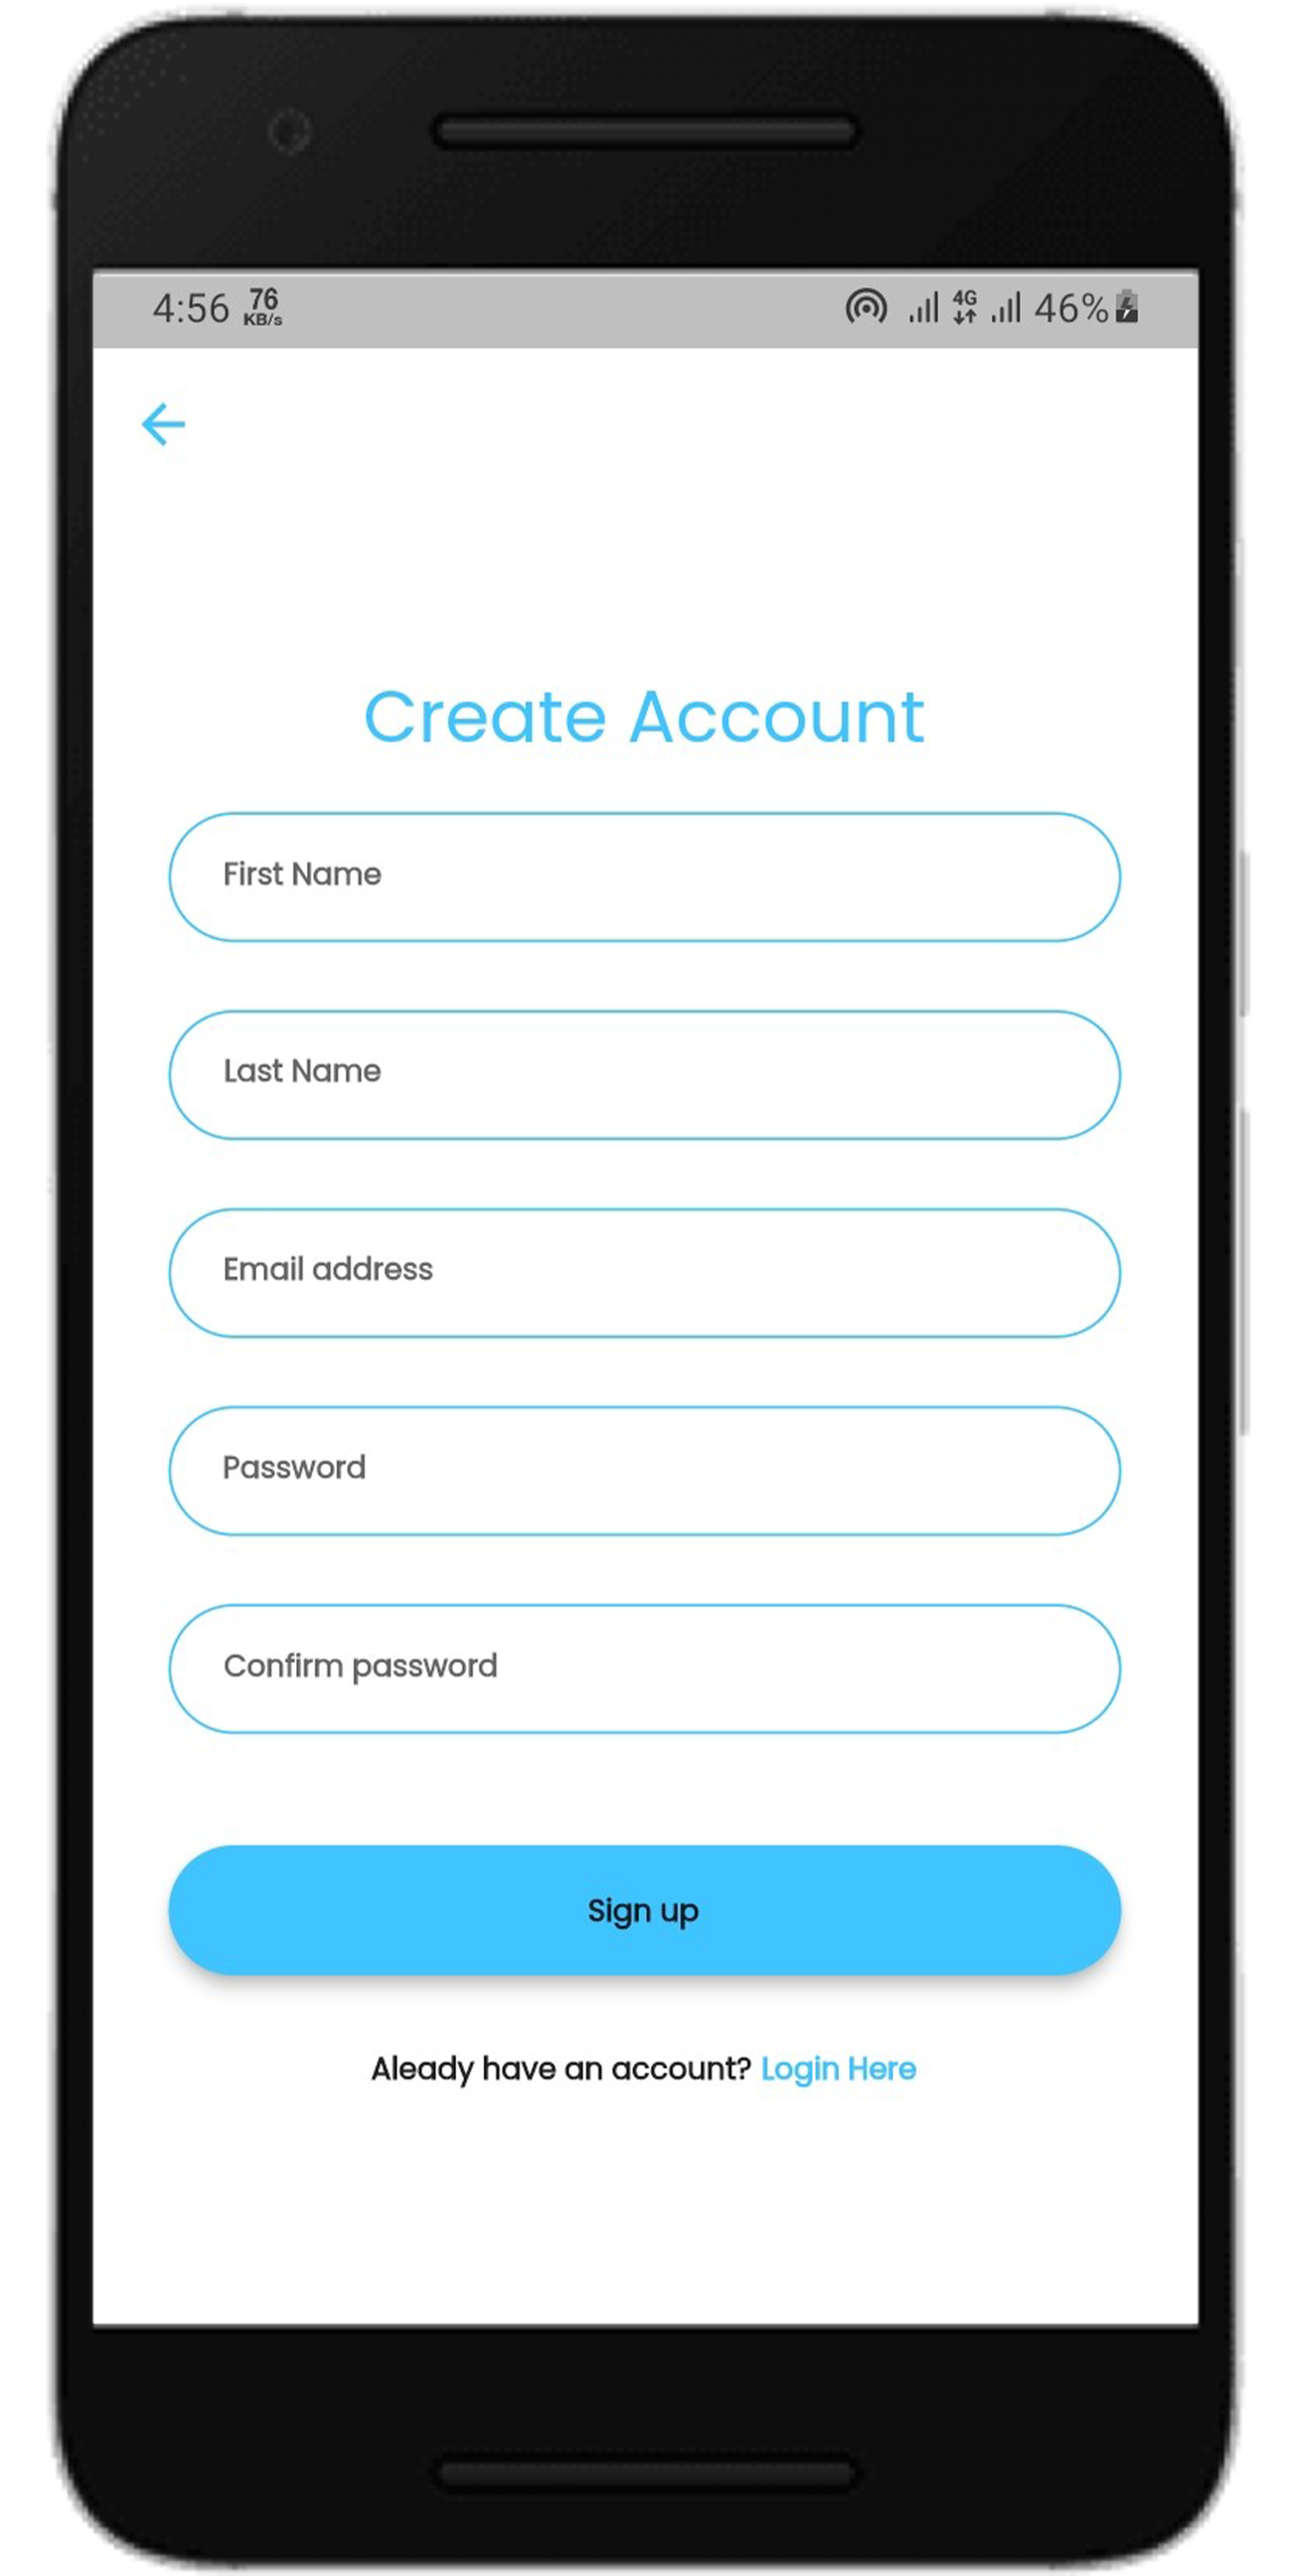 4:56 76 KB/s 4G 46%
Create Account
First Name
Last Name
Email address
Password
Confirm password
Sign up
Aleady have an account? Login Here